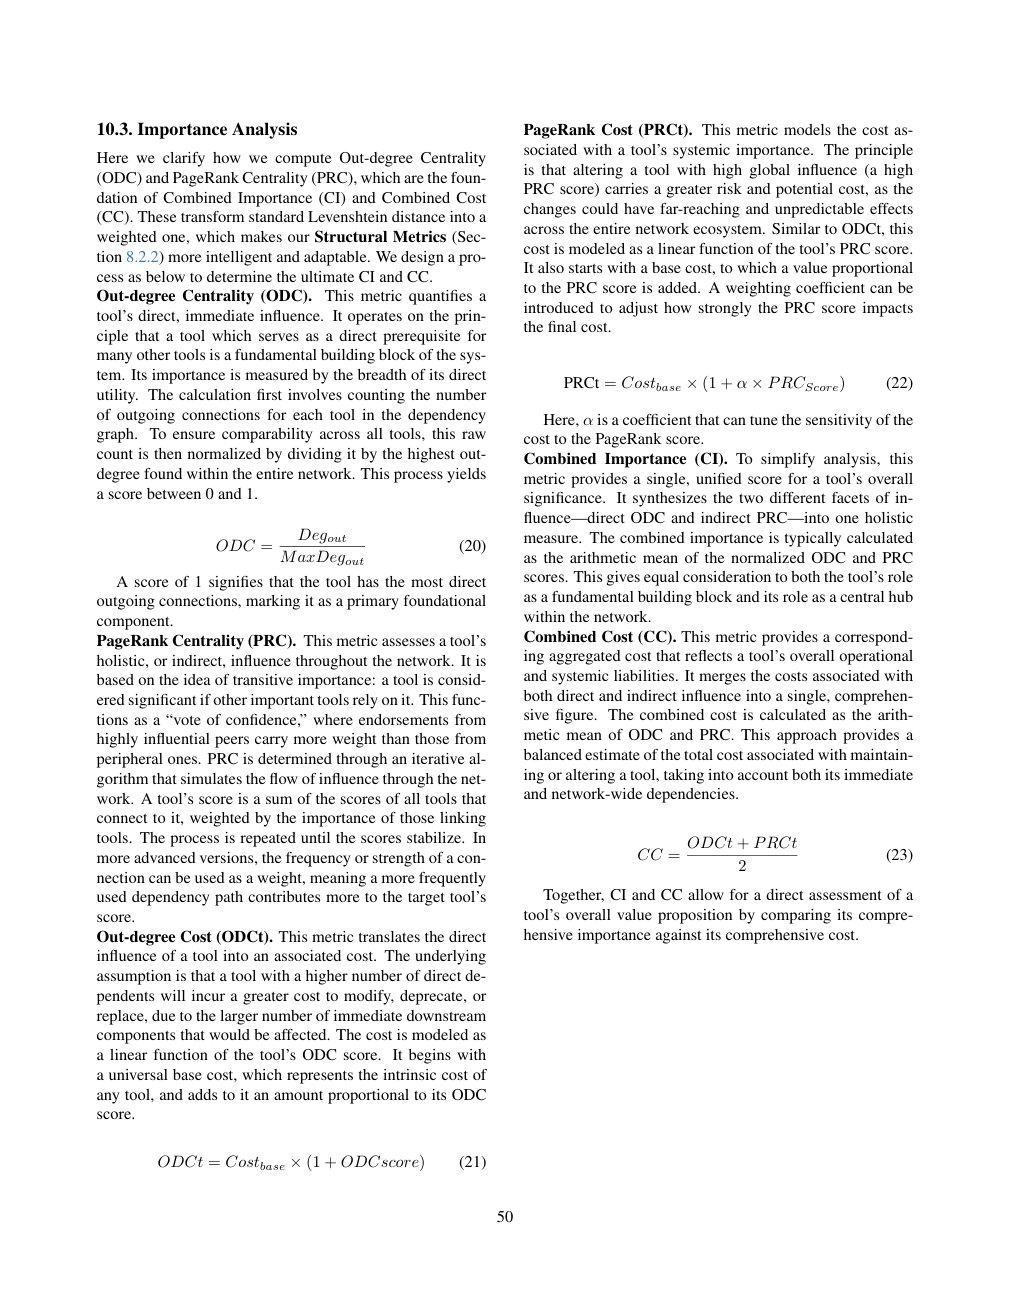 10.3. Importance Analysis
Here we clarify how we compute Out-degree Centrality
(ODC) and PageRank Centrality (PRC), which are the foun-
dation of Combined Importance (CI) and Combined Cost
(CC). These transform standard Levenshtein distance into a
weighted one, which makes our Structural Metrics (Sec-
tion 8.2.2) more intelligent and adaptable. We design a pro-
cess as below to determine the ultimate CI and CC.
Out-degree Centrality (ODC). This metric quantifies a
tool's direct, immediate influence. It operates on the prin-
ciple that a tool which serves as a direct prerequisite for
many other tools is a fundamental building block of the sys-
tem. Its importance is measured by the breadth of its direct
utility. The calculation first involves counting the number
of outgoing connections for each tool in the dependency
graph. To ensure comparability across all tools, this raw
count is then normalized by dividing it by the highest out-
degree found within the entire network. This process yields
a score between 0 and 1.
ODC = Deg_out / MaxDeg_out (20)
A score of 1 signifies that the tool has the most direct
outgoing connections, marking it as a primary foundational
component.
PageRank Centrality (PRC). This metric assesses a tool's
holistic, or indirect, influence throughout the network. It is
based on the idea of transitive importance: a tool is consid-
ered significant if other important tools rely on it. This func-
tions as a “vote of confidence,” where endorsements from
highly influential peers carry more weight than those from
peripheral ones. PRC is determined through an iterative al-
gorithm that simulates the flow of influence through the net-
work. A tool's score is a sum of the scores of all tools that
connect to it, weighted by the importance of those linking
tools. The process is repeated until the scores stabilize. In
more advanced versions, the frequency or strength of a con-
nection can be used as a weight, meaning a more frequently
used dependency path contributes more to the target tool's
score.
Out-degree Cost (ODCt). This metric translates the direct
influence of a tool into an associated cost. The underlying
assumption is that a tool with a higher number of direct de-
pendents will incur a greater cost to modify, deprecate, or
replace, due to the larger number of immediate downstream
components that would be affected. The cost is modeled as
a linear function of the tool's ODC score. It begins with
a universal base cost, which represents the intrinsic cost of
any tool, and adds to it an amount proportional to its ODC
score.
ODCt = Cost_base × (1 + ODCscore) (21)
PageRank Cost (PRCt). This metric models the cost as-
sociated with a tool's systemic importance. The principle
is that altering a tool with high global influence (a high
PRC score) carries a greater risk and potential cost, as the
changes could have far-reaching and unpredictable effects
across the entire network ecosystem. Similar to ODCt, this
cost is modeled as a linear function of the tool's PRC score.
It also starts with a base cost, to which a value proportional
to the PRC score is added. A weighting coefficient can be
introduced to adjust how strongly the PRC score impacts
the final cost.
PRCt = Cost_base × (1 + α × PRC_Score) (22)
Here, α is a coefficient that can tune the sensitivity of the
cost to the PageRank score.
Combined Importance (CI). To simplify analysis, this
metric provides a single, unified score for a tool's overall
significance. It synthesizes the two different facets of in-
fluence—direct ODC and indirect PRC—into one holistic
measure. The combined importance is typically calculated
as the arithmetic mean of the normalized ODC and PRC
scores. This gives equal consideration to both the tool's role
as a fundamental building block and its role as a central hub
within the network.
Combined Cost (CC). This metric provides a correspond-
ing aggregated cost that reflects a tool's overall operational
and systemic liabilities. It merges the costs associated with
both direct and indirect influence into a single, comprehen-
sive figure. The combined cost is calculated as the arith-
metic mean of ODC and PRC. This approach provides a
balanced estimate of the total cost associated with maintain-
ing or altering a tool, taking into account both its immediate
and network-wide dependencies.
CC = ODCt + PRCt / 2 (23)
Together, CI and CC allow for a direct assessment of a
tool's overall value proposition by comparing its compre-
hensive importance against its comprehensive cost.
50